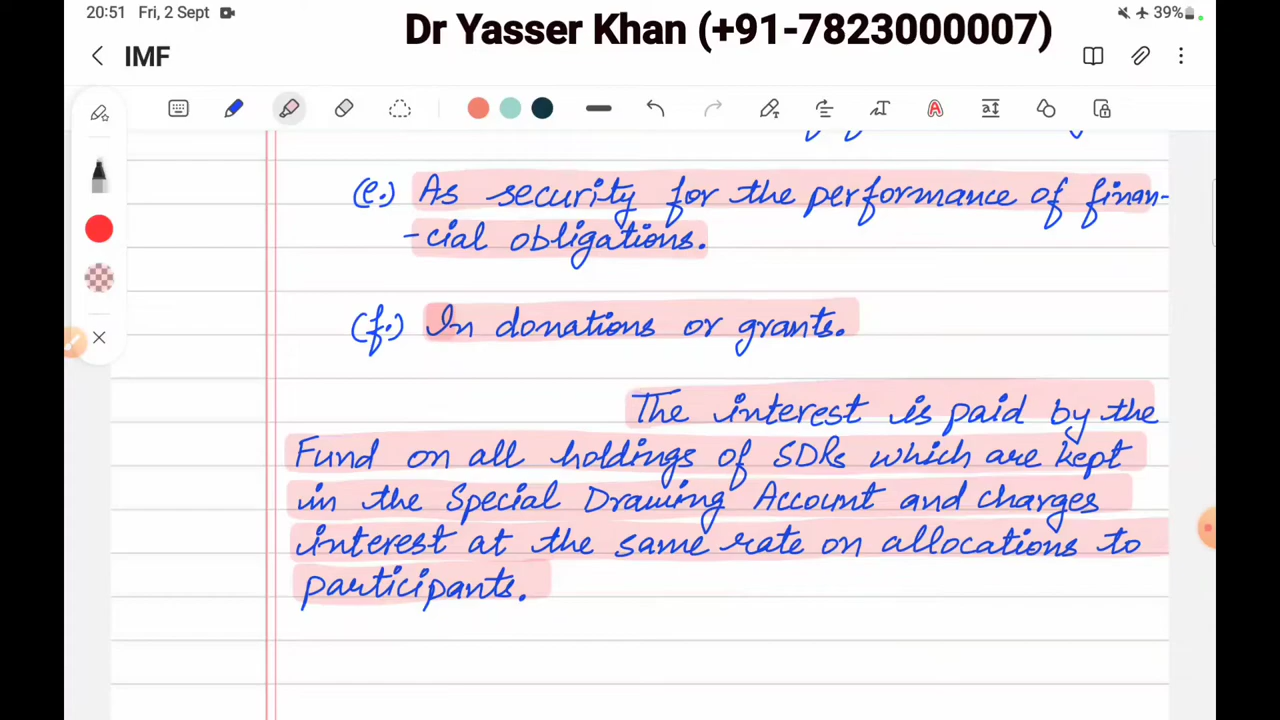 20:51 Fri, 2 Sept
39%
Dr Yasser Khan (+91-7823000007)
IMF
(e.) As security for the performance of finan-
-cial obligations.
(f.) In donations or grants.
The interest is paid by the
Fund on all holdings of SDRs which are kept
in the Special Drawing Account and charges
interest at the same rate on allocations to
participants.